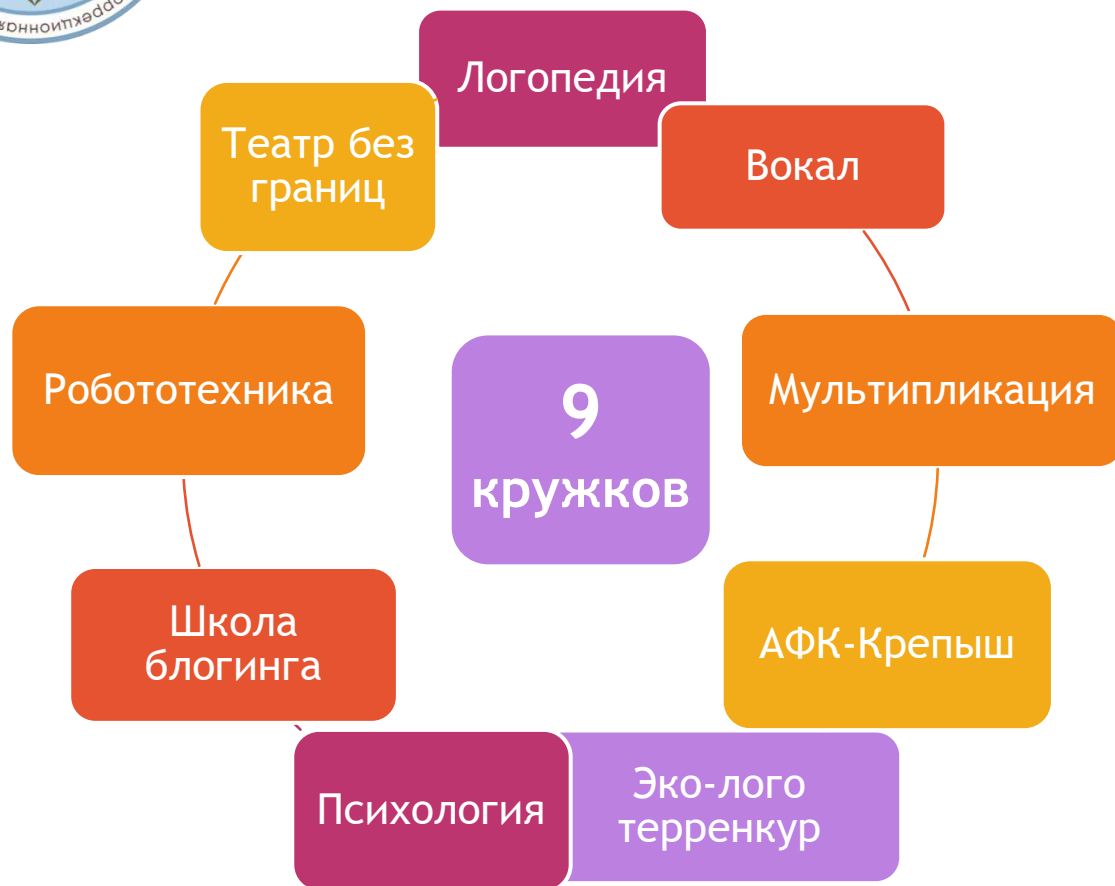 Логопедия
Вокал
Мультипликация
АФК-Крепыш
Эко-лого
терренкур
Психология
Школа
блогинга
Робототехника
Театр без
границ
9
кружков